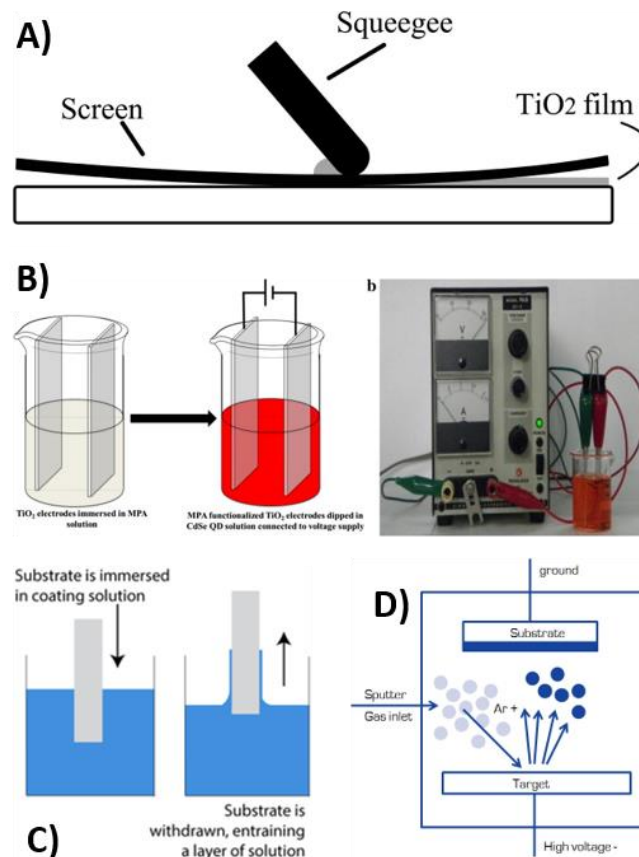 A)
Squeegee
Screen
TiO2 film
B)
b
TiO2 electrodes immersed in MPA
solution
MPA functionalized TiO2 electrodes dipped in
CdSe QD solution connected to voltage supply
V
A
Substrate is immersed
in coating solution
Substrate is
withdrawn, entraining
a layer of solution
C)
D)
ground
Substrate
Sputter
Gas inlet
Ar +
Target
High voltage-